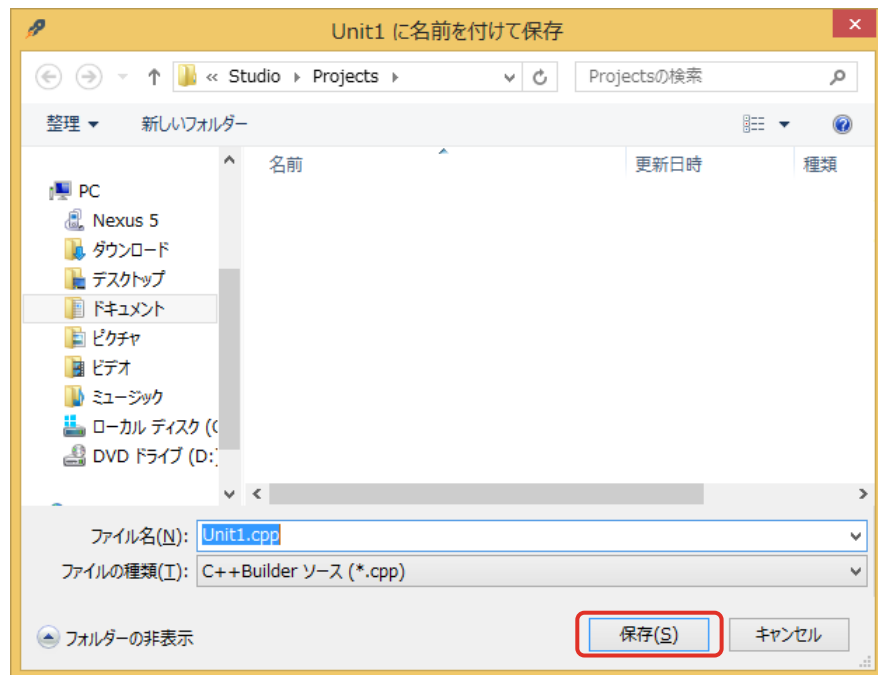 Unit1 に名前を付けて保存
« Studio Projects
Projectsの検索
整理
新しいフォルダー
名前
更新日時
種類
PC
Nexus 5
ダウンロード
デスクトップ
ドキュメント
ピクチャ
ビデオ
ミュージック
ローカル ディスク (C
DVD ドライブ (D:)
ファイル名(N): Unit1.cpp
ファイルの種類(T): C++Builder ソース (*.cpp)
フォルダーの非表示
保存(S)
キャンセル